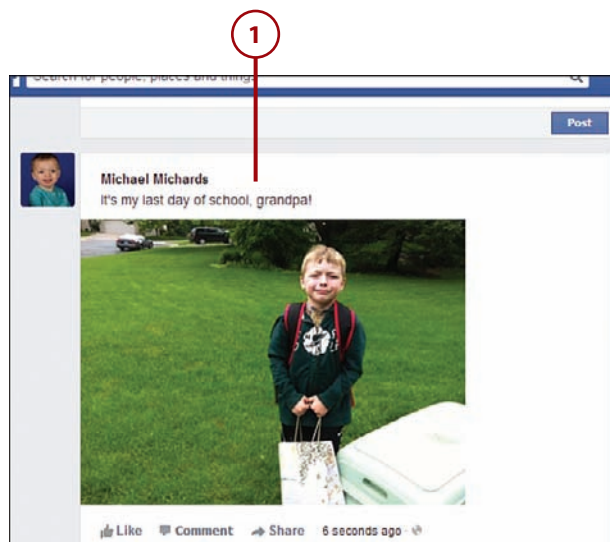 1
Search for people, places and things
Post
Michael Michards
It's my last day of school, grandpa!
Like Comment Share 6 seconds ago